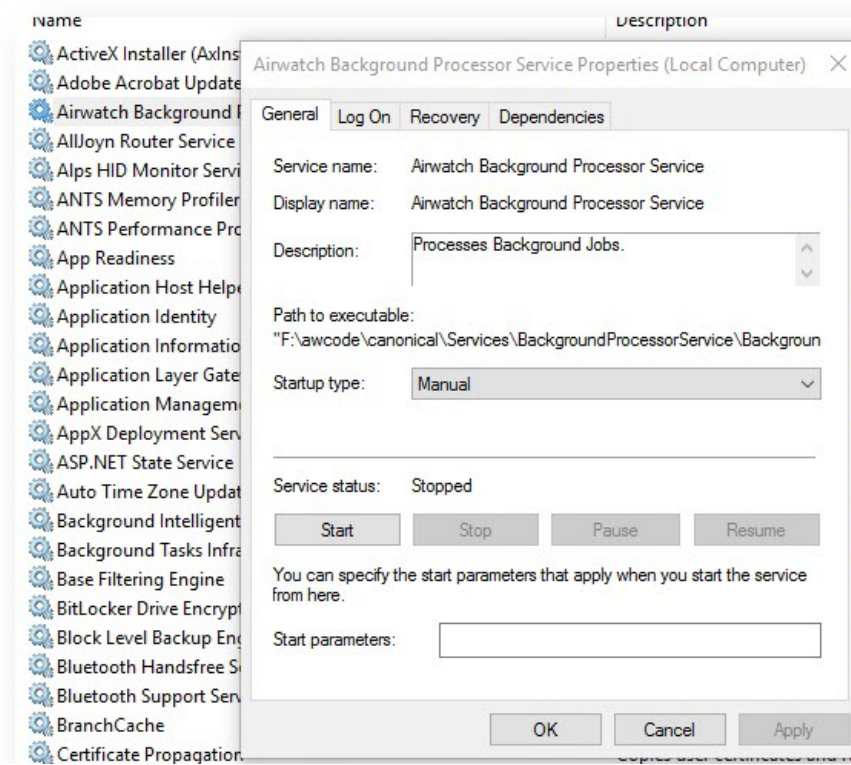 Name Description
ActiveX Installer (AxIns
Adobe Acrobat Update
Airwatch Background P
AllJoyn Router Service
Alps HID Monitor Servi
ANTS Memory Profiler
ANTS Performance Pro
App Readiness
Application Host Helpe
Application Identity
Application Informatio
Application Layer Gate
Application Manageme
AppX Deployment Serv
ASP.NET State Service
Auto Time Zone Updat
Background Intelligent
Background Tasks Infra
Base Filtering Engine
BitLocker Drive Encrypt
Block Level Backup Eng
Bluetooth Handsfree Se
Bluetooth Support Serv
BranchCache
Certificate Propagation
Airwatch Background Processor Service Properties (Local Computer)
General Log On Recovery Dependencies
Service name: Airwatch Background Processor Service
Display name: Airwatch Background Processor Service
Description: Processes Background Jobs.
Path to executable:
"F:\awcode\canonical\Services\BackgroundProcessorService\Backgroun
Startup type: Manual
Service status: Stopped
Start Stop Pause Resume
You can specify the start parameters that apply when you start the service
from here.
Start parameters:
OK Cancel Apply